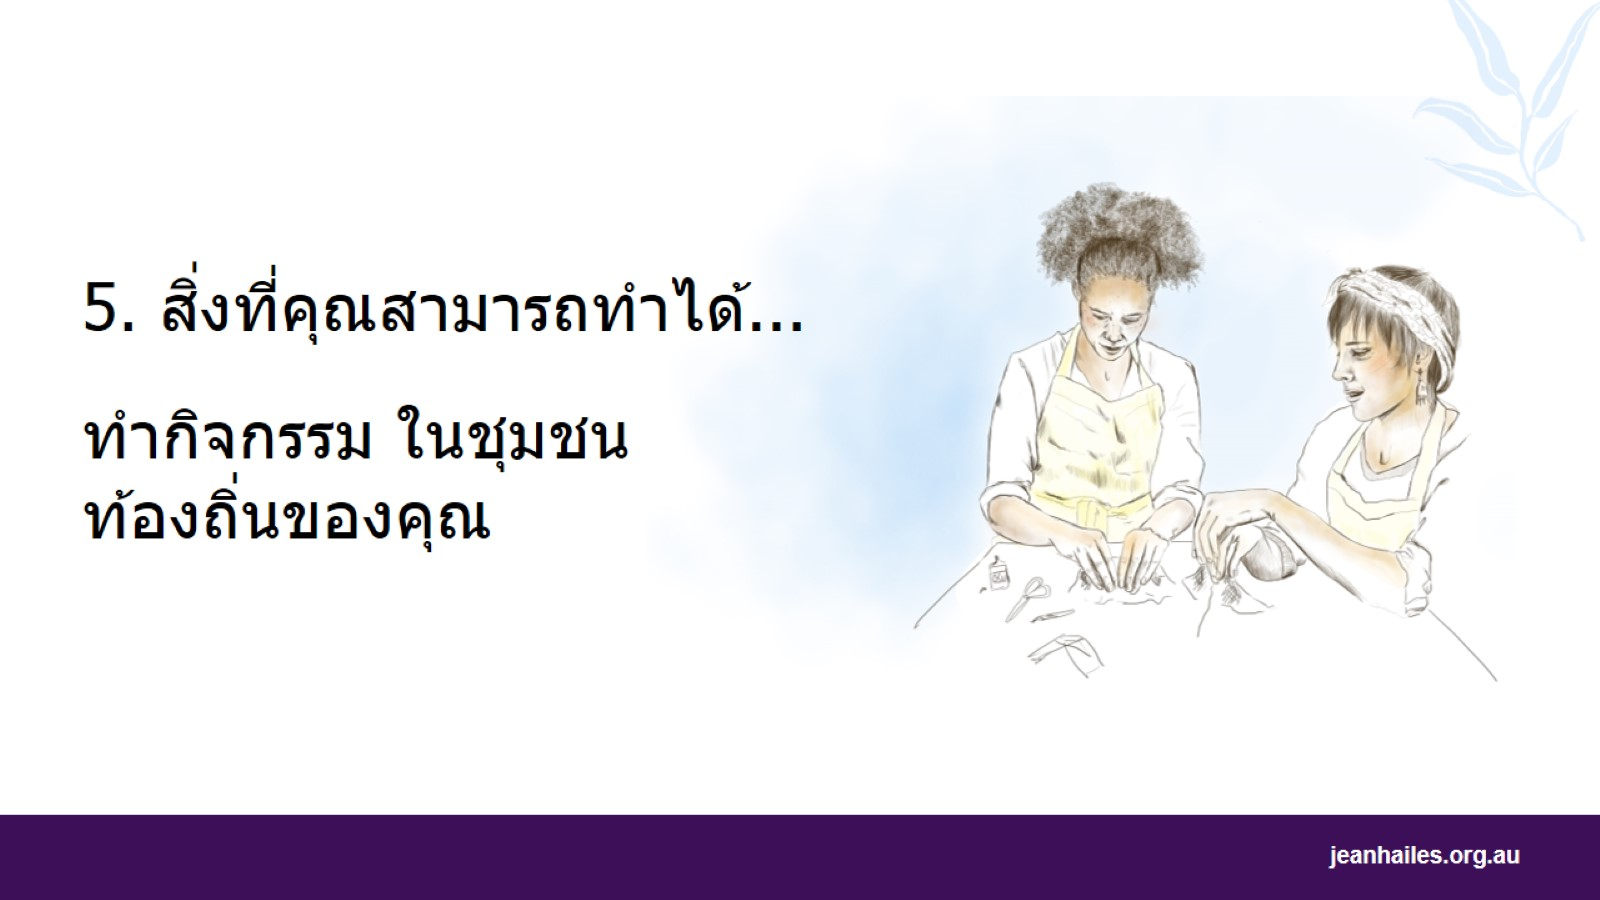 5. สิ่งที่คุณสามารถทำได้...
ทำกิจกรรม ในชุมชน
ท้องถิ่นของคุณ
jeanhailes.org.au